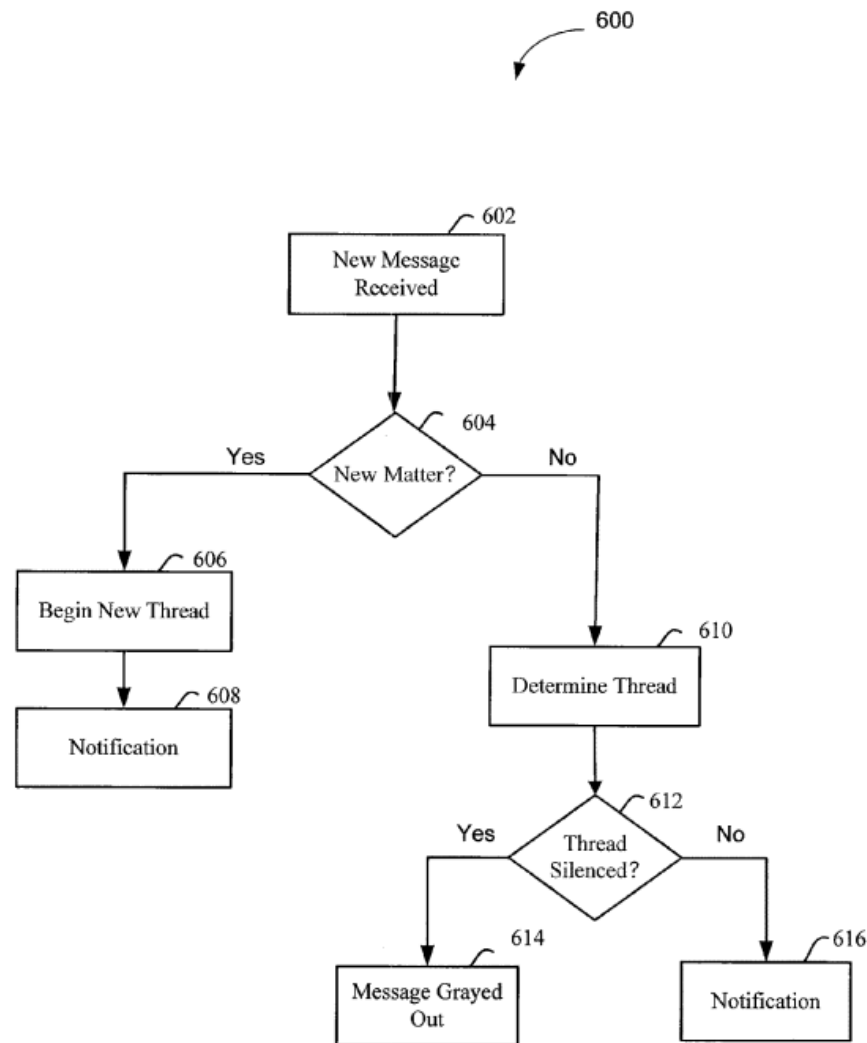 600
602
New Message
Received
604
Yes
New Matter?
No
606
Begin New Thread
610
Determine Thread
608
Notification
612
Yes
Thread
Silenced?
No
614
Message Grayed
Out
616
Notification